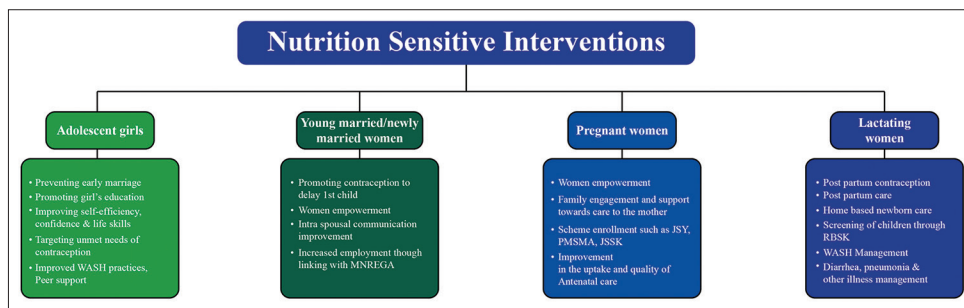 Nutrition Sensitive Interventions
Adolescent girls
• Preventing early marriage
• Promoting girl's education
• Improving self-efficiency,
confidence & life skills
• Targeting unmet needs of
contraception
• Improved WASH practices,
Peer support
Young married/newly
married women
• Promoting contraception to
delay 1st child
• Women empowerment
• Intra spousal communication
improvement
• Increased employment though
linking with MNREGA
Pregnant women
• Women empowerment
• Family engagement and support
towards care to the mother
• Scheme enrollment such as JSY,
PMSMA, JSSK
• Improvement
in the uptake and quality of
Antenatal care
Lactating
women
• Post partum contraception
• Post partum care
• Home based newborn care
• Screening of children through
RBSK
• WASH Management
• Diarrhea, pneumonia &
other illness management